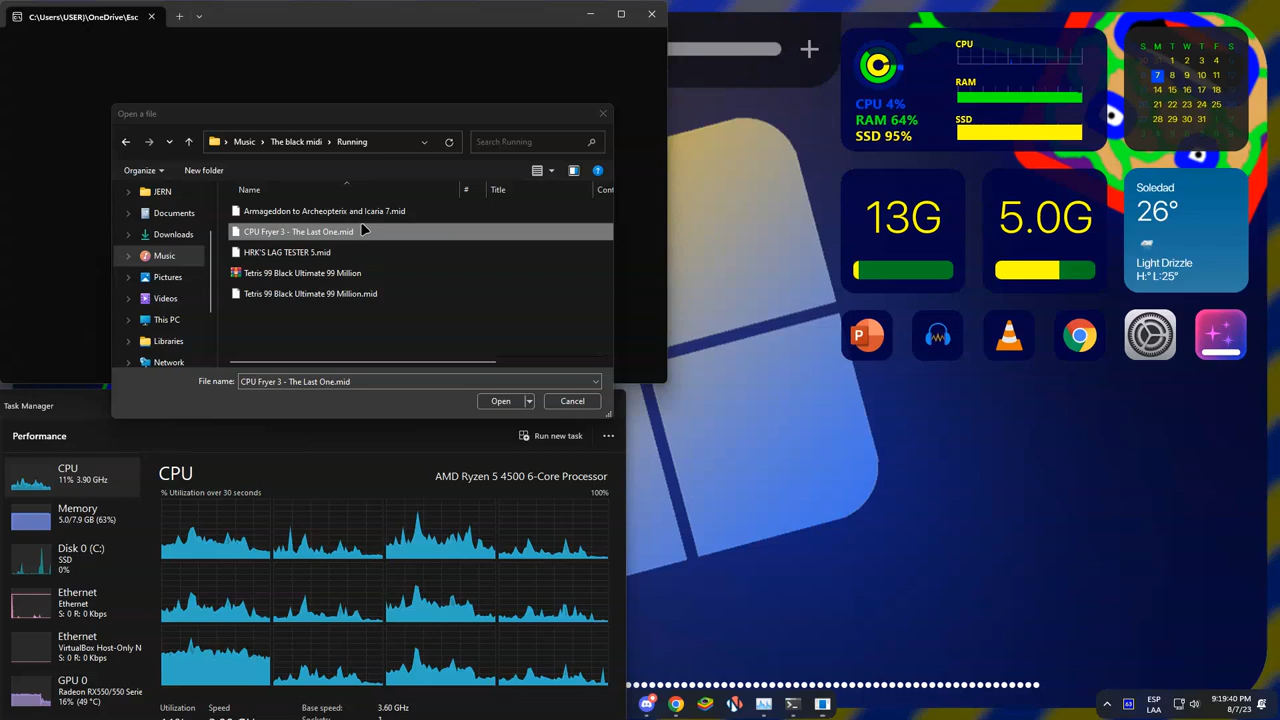 C:\Users\USER)\OneDrive\Esc
Open a file
Music
The black midi
Running
Search Running
Organize
New folder
Name
#
Title
JERN
Documents
Downloads
Music
Pictures
Videos
This PC
Libraries
Network
Armageddon to Archeopterix and Icaria 7.mid
CPU Fryer 3 - The Last One.mid
HRK'S LAG TESTER 5.mid
Tetris 99 Black Ultimate 99 Million
Tetris 99 Black Ultimate 99 Million.mid
File name:
CPU Fryer 3 - The Last One.mid
Open
Cancel
Task Manager
Performance
Run new task
CPU
11% 3.90 GHz
Memory
5.0/7.9 GB (63%)
Disk 0 (C:)
SSD
0%
Ethernet
Ethernet
S: 0 R: 0 Kbps
Ethernet
VirtualBox Host-Only N
S: 0 R: 0 Kbps
GPU 0
Radeon RX550/550 Serie
16% (49 °C)
CPU
AMD Ryzen 5 4500 6-Core Processor
% Utilization over 30 seconds
100%
Utilization
Speed
Base speed:
3.60 GHz
CPU 4%
RAM 64%
SSD 95%
CPU
RAM
SSD
S M T W T F S
1 2 3 4 5
7 8 9 10 11
14 15 16 17 18
21 22 23 24 25
28 29 30 31
13G
5.0G
Soledad
26°
Light Drizzle
H:° L:25°
P
ESP
LAA
9:19:40 PM
8/7/23